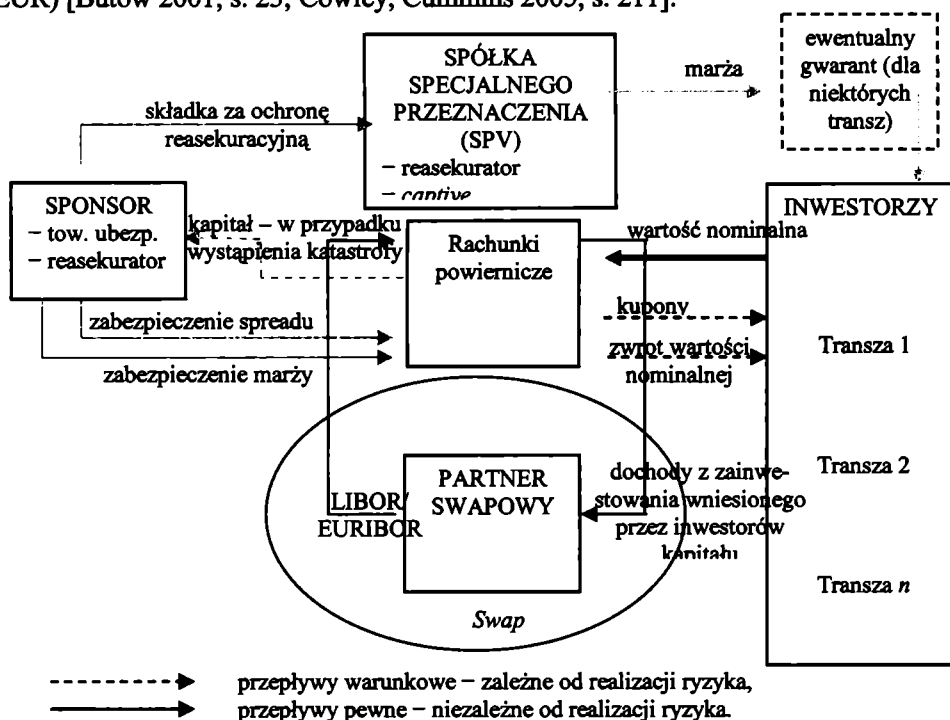 EUR) [Butow 2001, s. 23; Cowley, Cummins 2005, s. 211].
SPÓŁKA
SPECJALNEGO
PRZEZNACZENIA
(SPV)
– reasekurator
– captive
marża
ewentualny
gwarant (dla
niektórych
transz)
składka za ochronę
reasekuracyjną
SPONSOR
– tow. ubezp.
– reasekurator
kapitał – w przypadku
wystąpienia katastrofy
Rachunki
powiernicze
wartość nominalna
INWESTORZY
kupony
zwrot wartości
nominalnej
zabezpieczenie spreadu
zabezpieczenie marży
Transza 1
Transza 2
Transza n
PARTNER
SWAPOWY
LIBOR/
EURIBOR
dochody z zainwe-
stowania wniesionego
przez inwestorów
kapitału
Swap
przepływy warunkowe – zależne od realizacji ryzyka,
przepływy pewne – niezależne od realizacji ryzyka.